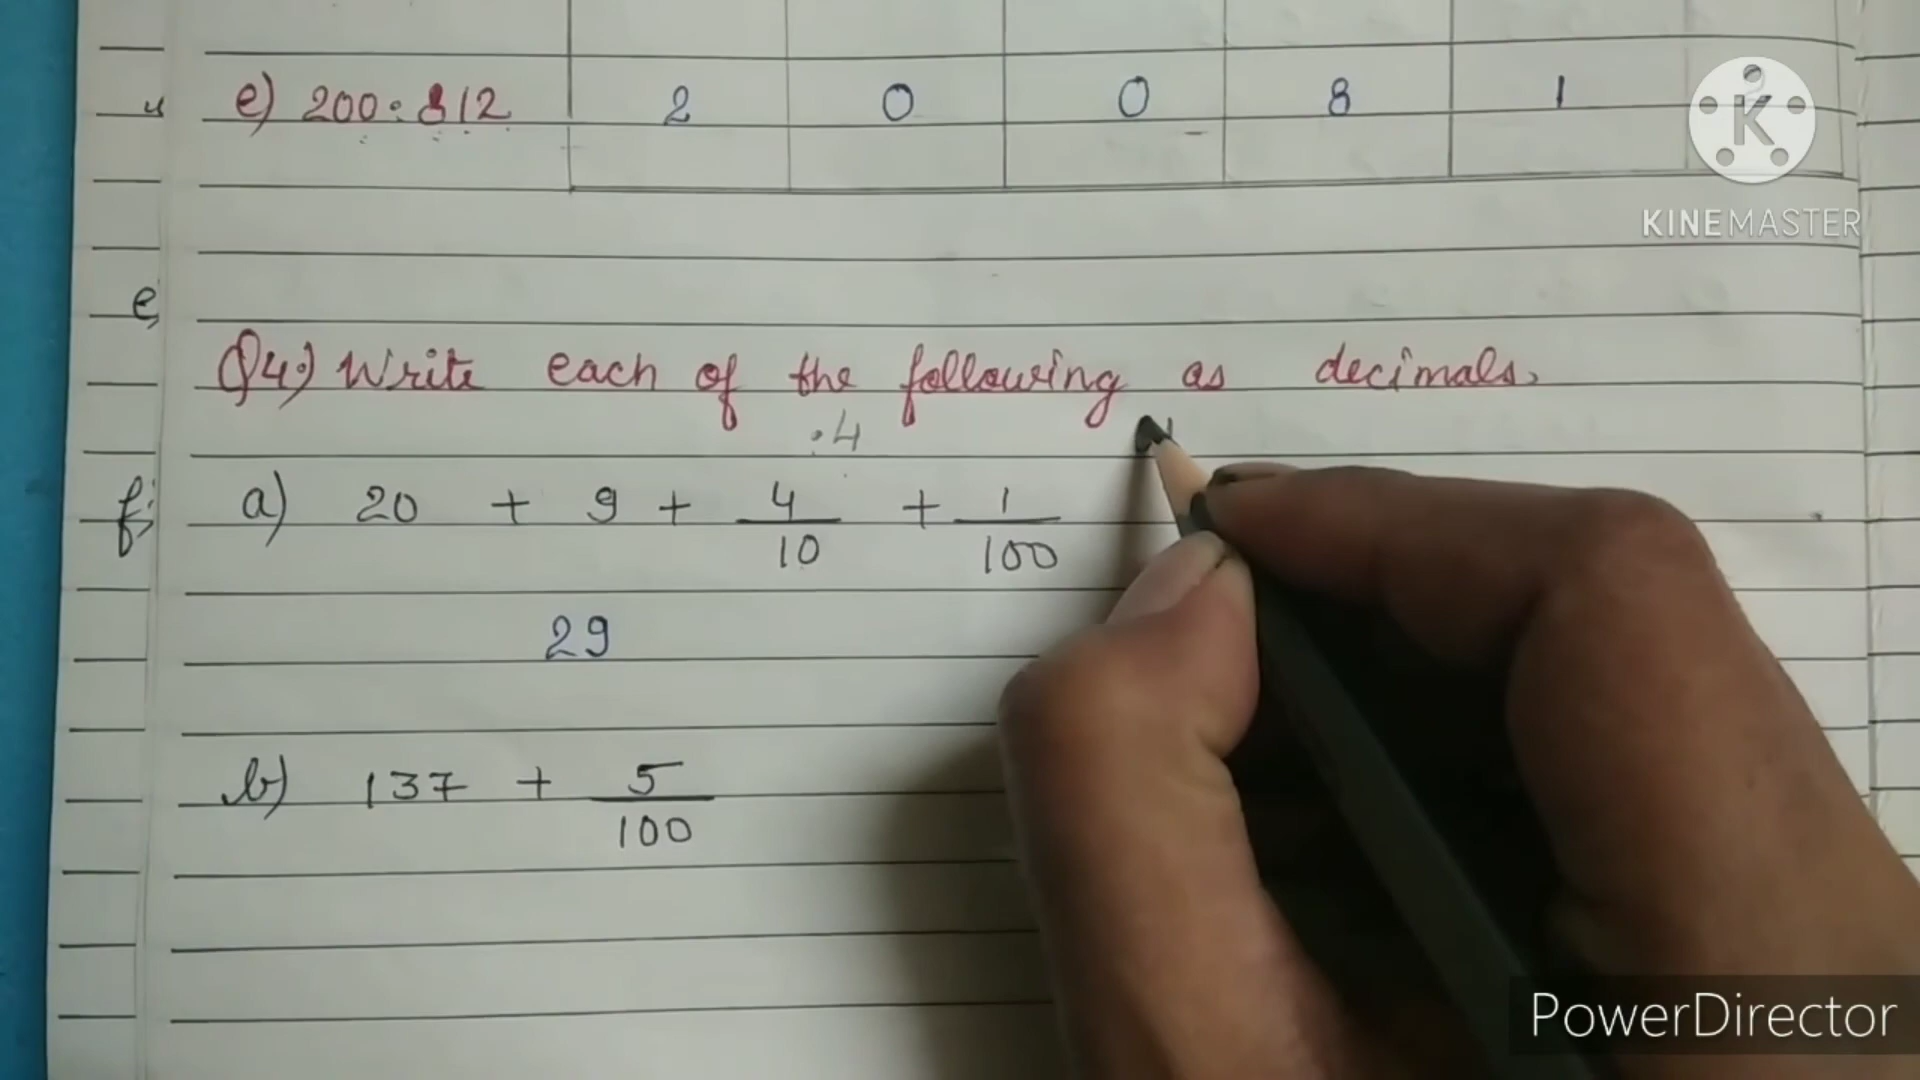 e) 200.812 2 0 0 8 1
KINEMASTER
e)
Q4.) Write each of the following as decimals.
.4
f) a) 20 + 9 + 4/10 + 1/100
29
b) 137 + 5/100
PowerDirector